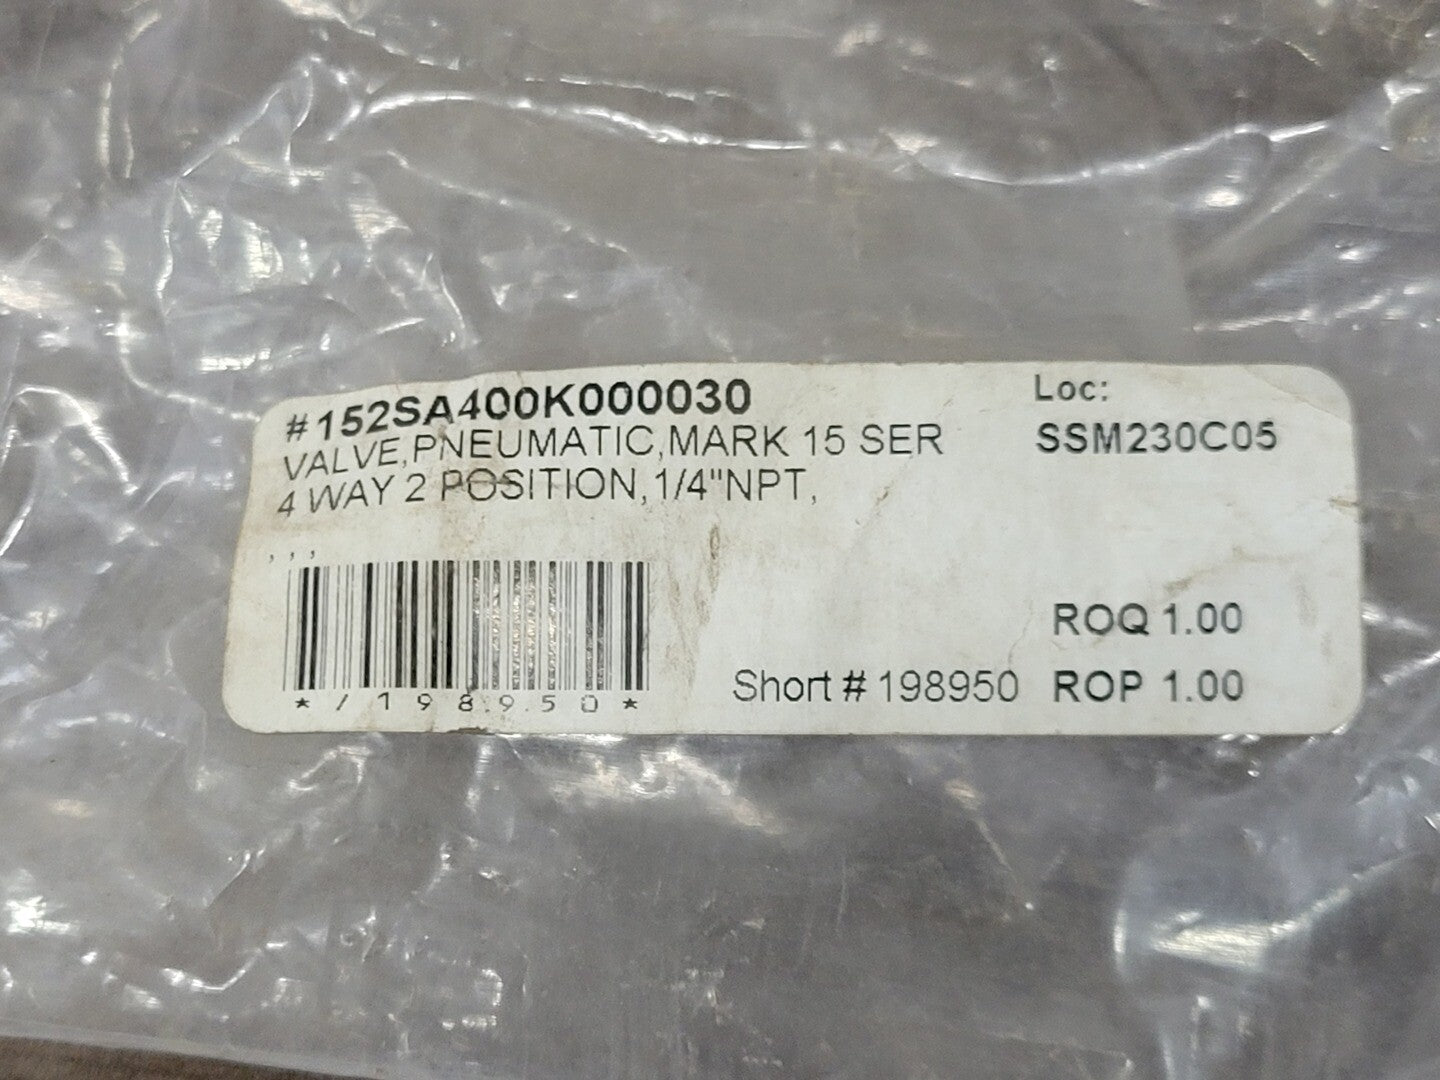 #152SA400K000030
VALVE,PNEUMATIC,MARK 15 SER
4 WAY 2 POSITION,1/4"NPT,
, , ,
*/198950*
Loc:
SSM230C05
ROQ 1.00
Short # 198950 ROP 1.00